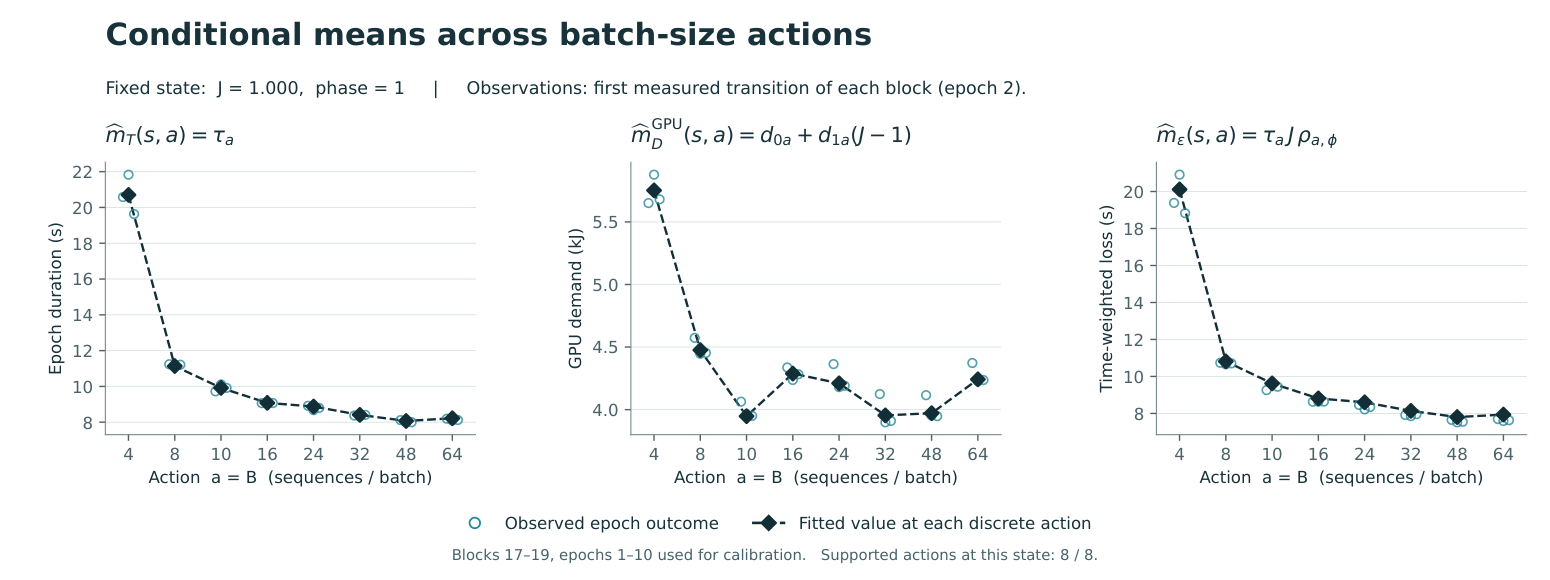 Conditional means across batch-size actions
Fixed state:  J = 1.000,  phase = 1     |     Observations: first measured transition of each block (epoch 2).
m̂_T(s, a) = τ_a
Epoch duration (s)
22
20
18
16
14
12
10
8
4 8 10 16 24 32 48 64
Action  a = B  (sequences / batch)
m̂_D^GPU(s, a) = d_{0a} + d_{1a}(J − 1)
GPU demand (kJ)
5.5
5.0
4.5
4.0
4 8 10 16 24 32 48 64
Action  a = B  (sequences / batch)
m̂_ε(s, a) = τ_a J ρ_{a, ϕ}
Time-weighted loss (s)
20
18
16
14
12
10
8
4 8 10 16 24 32 48 64
Action  a = B  (sequences / batch)
Observed epoch outcome
Fitted value at each discrete action
Blocks 17–19, epochs 1–10 used for calibration.   Supported actions at this state: 8 / 8.